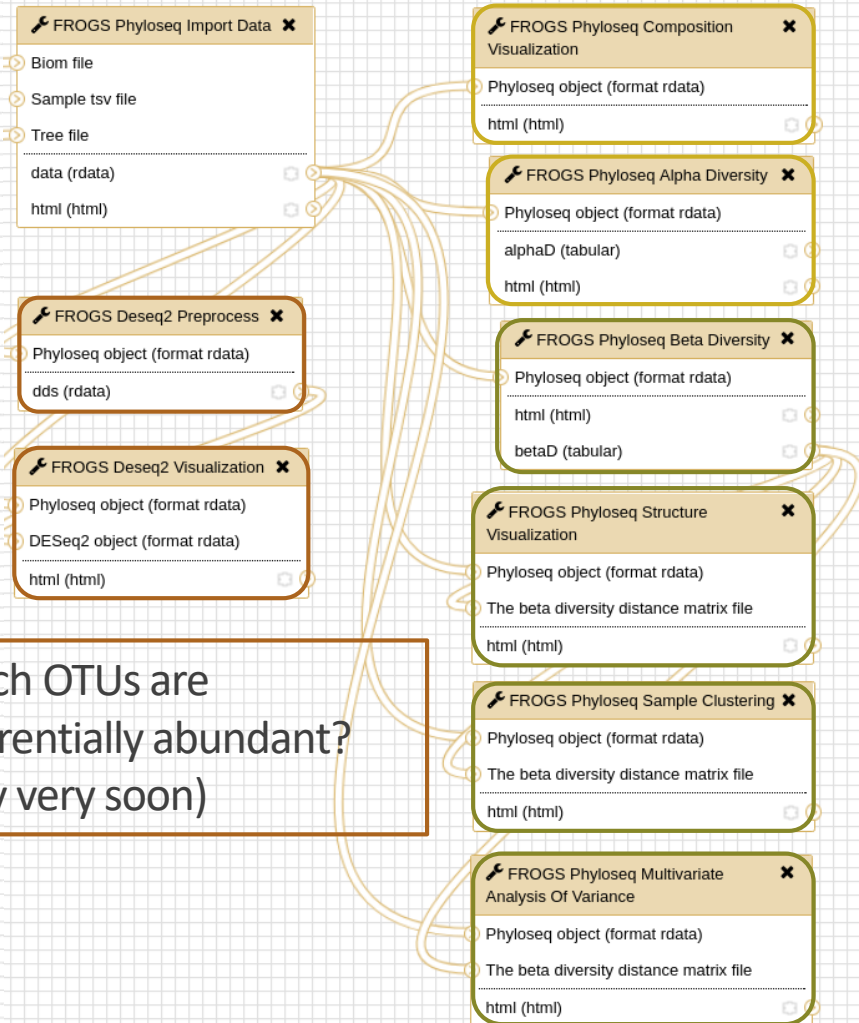 FROGS Phyloseq Import Data
Biom file
Sample tsv file
Tree file
data (rdata)
html (html)
FROGS Deseq2 Preprocess
Phyloseq object (format rdata)
dds (rdata)
FROGS Deseq2 Visualization
Phyloseq object (format rdata)
DESeq2 object (format rdata)
html (html)
OTUs are
abundant?
very soon)
FROGS Phyloseq Composition
Visualization
Phyloseq object (format rdata)
html (html)
FROGS Phyloseq Alpha Diversity
Phyloseq object (format rdata)
alphaD (tabular)
html (html)
FROGS Phyloseq Beta Diversity
Phyloseq object (format rdata)
html (html)
betaD (tabular)
FROGS Phyloseq Structure
Visualization
Phyloseq object (format rdata)
The beta diversity distance matrix file
html (html)
FROGS Phyloseq Sample Clustering
Phyloseq object (format rdata)
The beta diversity distance matrix file
html (html)
FROGS Phyloseq Multivariate
Analysis Of Variance
Phyloseq object (format rdata)
The beta diversity distance matrix file
html (html)